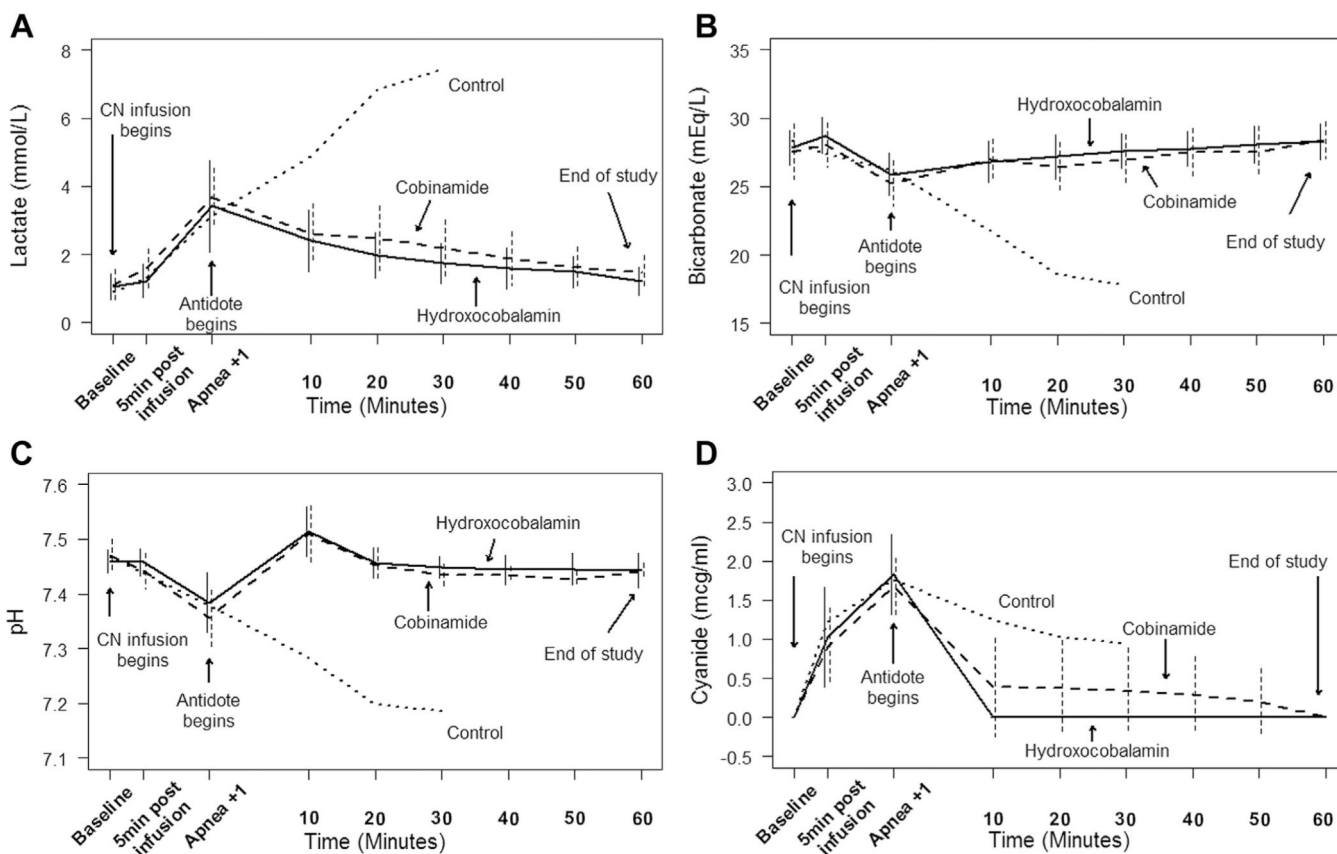 A
Lactate (mmol/L)
8
6
4
2
0
CN infusion
begins
Control
Cobinamide
End of study
Antidote
begins
Hydroxocobalamin
Baseline
5min post
infusion
Apnea +1
10
20
30
40
50
60
Time (Minutes)
B
Bicarbonate (mEq/L)
35
30
25
20
15
Hydroxocobalamin
Cobinamide
Antidote
begins
End of study
CN infusion
begins
Control
Baseline
5min post
infusion
Apnea +1
10
20
30
40
50
60
Time (Minutes)
C
pH
7.6
7.5
7.4
7.3
7.2
7.1
Hydroxocobalamin
Cobinamide
CN infusion
begins
End of study
Antidote
begins
Control
Baseline
5min post
infusion
Apnea +1
10
20
30
40
50
60
Time (Minutes)
D
Cyanide (mcg/ml)
3.0
2.5
2.0
1.5
1.0
0.5
0.0
-0.5
CN infusion
begins
End of study
Control
Cobinamide
Antidote
begins
Hydroxocobalamin
Baseline
5min post
infusion
Apnea +1
10
20
30
40
50
60
Time (Minutes)